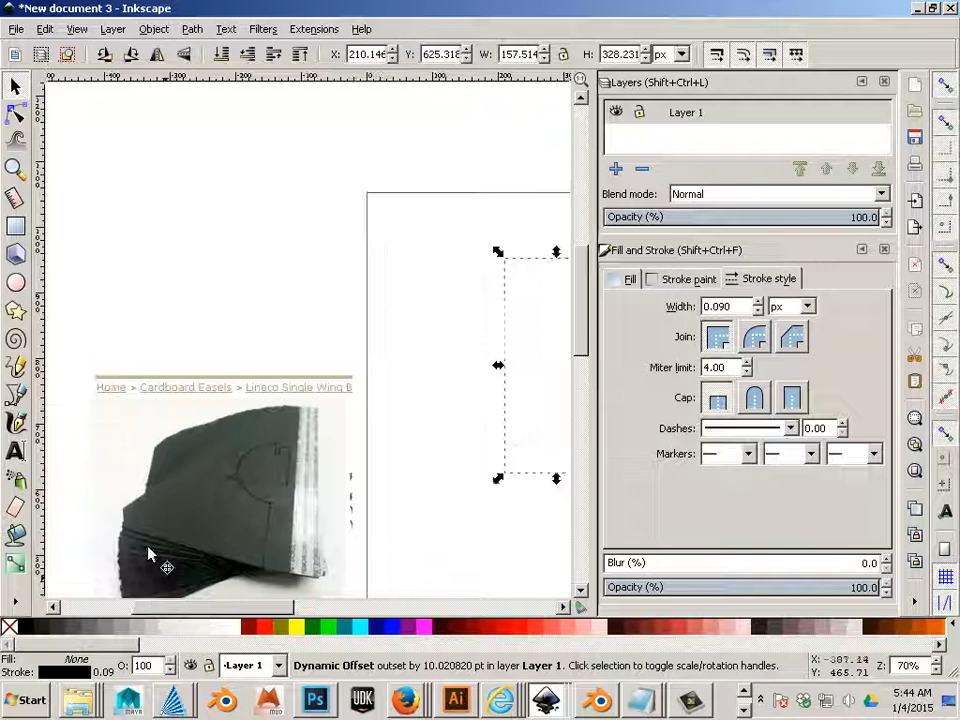 *New document 3 - Inkscape
File Edit View Layer Object Path Text Filters Extensions Help
X: 210.146 Y: 625.318 W: 157.514 H: 328.231 px
Layers (Shift+Ctrl+L)
Layer 1
Blend mode: Normal
Opacity (%) 100.0
Fill and Stroke (Shift+Ctrl+F)
Fill Stroke paint Stroke style
Width: 0.090 px
Join:
Miter limit: 4.00
Cap:
Dashes: 0.00
Markers:
Home > Cardboard Easels > Lineco Single Wing B
Blur (%) 0.0
Opacity (%) 100.0
Fill: None
Stroke: 0.09
O: 100
Layer 1
Dynamic Offset outset by 10.020820 pt in layer Layer 1. Click selection to toggle scale/rotation handles.
X: -307.14
Y: 465.71
Z: 70%
Start
Ps
UDK
Ai
5:44 AM
1/4/2015